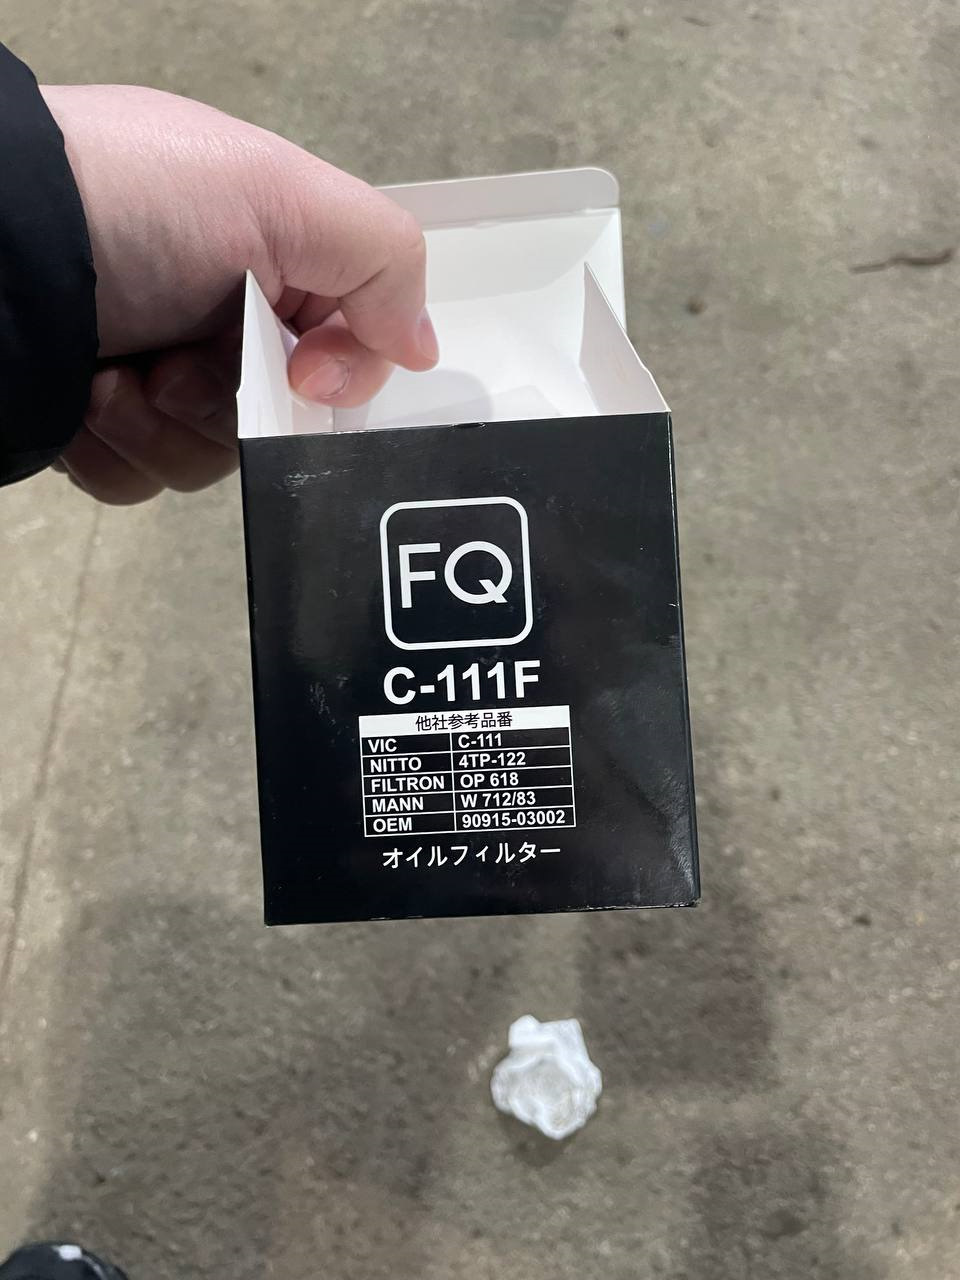 FQ
C-111F
他社参考品番
VIC C-111
NITTO 4TP-122
FILTRON OP 618
MANN W 712/83
OEM 90915-03002
オイルフィルター